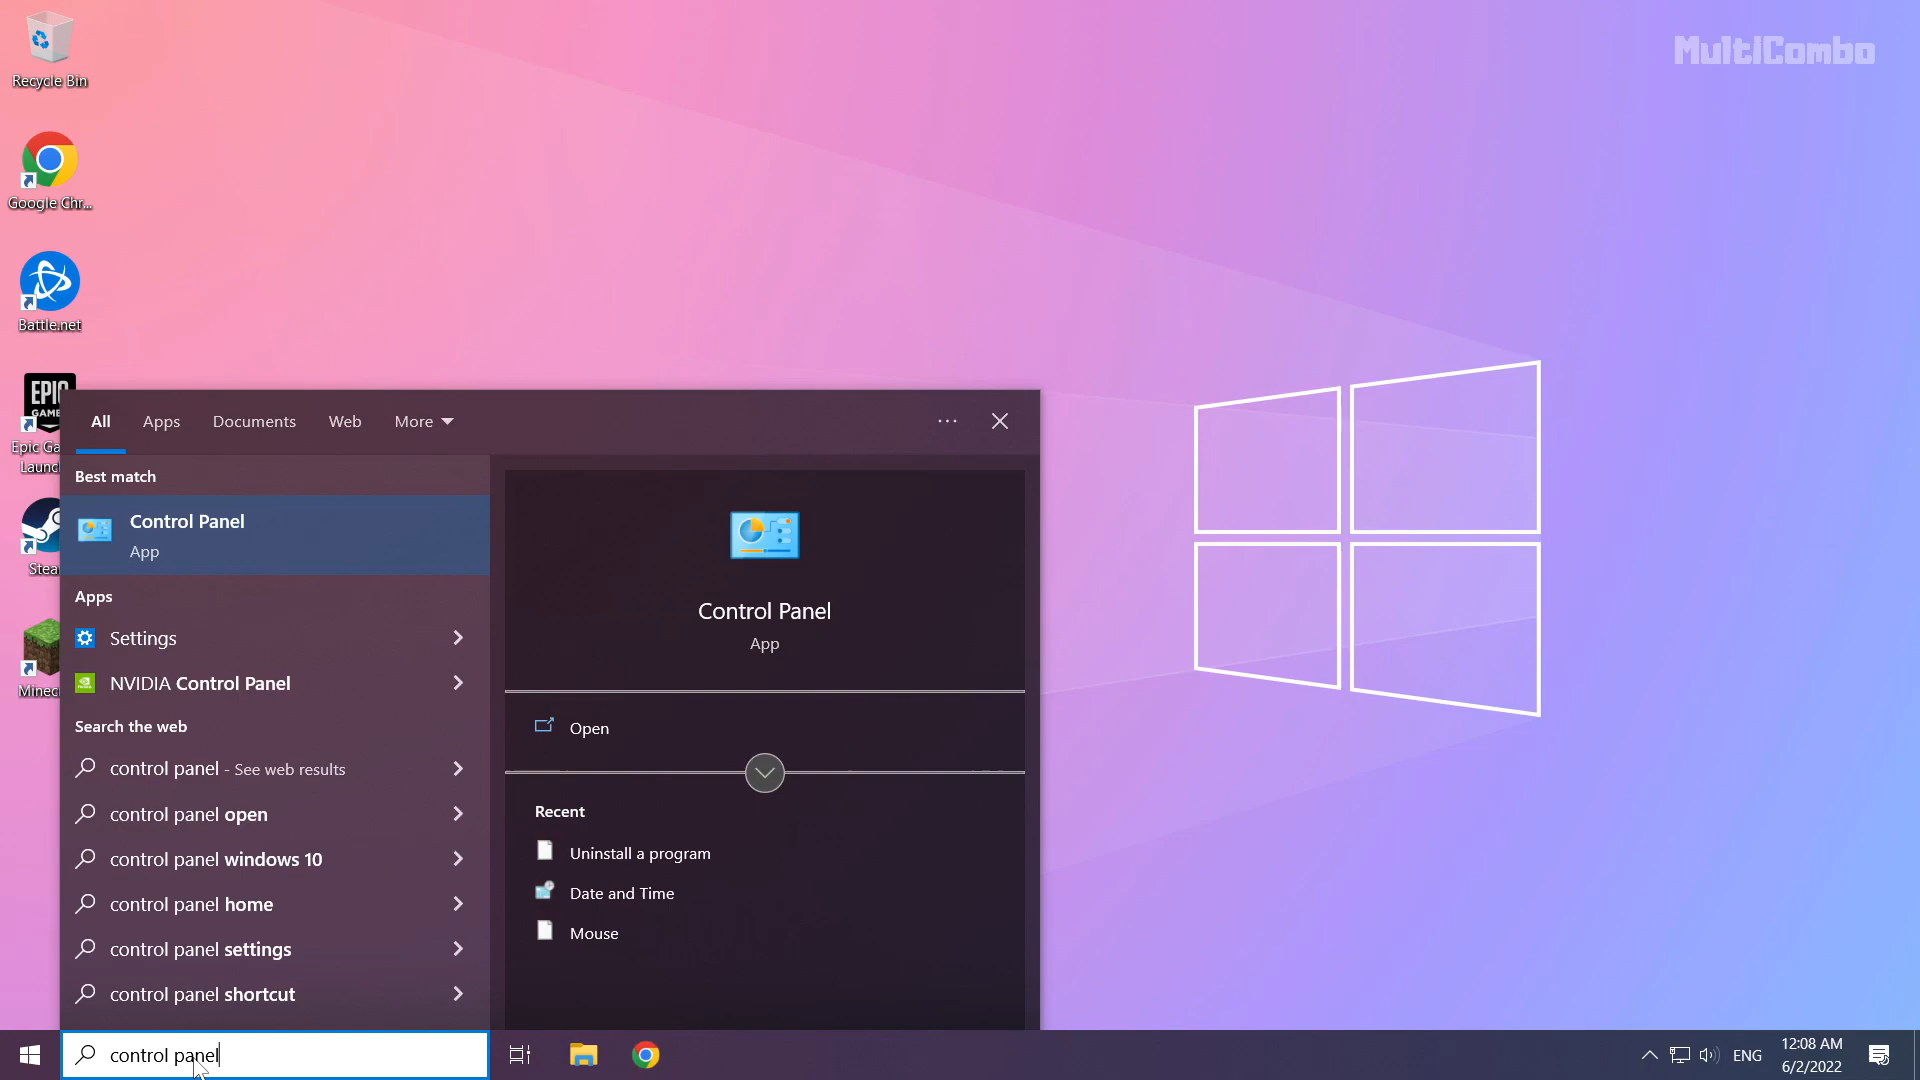 MultiCombo
Recycle Bin
Google Chr...
Battle.net
EPIC
GAME
Epic Ga
Launc
Stea
Minec
All Apps Documents Web More
Best match
Control Panel
App
Apps
Settings
NVIDIA Control Panel
Search the web
control panel - See web results
control panel open
control panel windows 10
control panel home
control panel settings
control panel shortcut
Control Panel
App
Open
Recent
Uninstall a program
Date and Time
Mouse
control panel
ENG
12:08 AM
6/2/2022